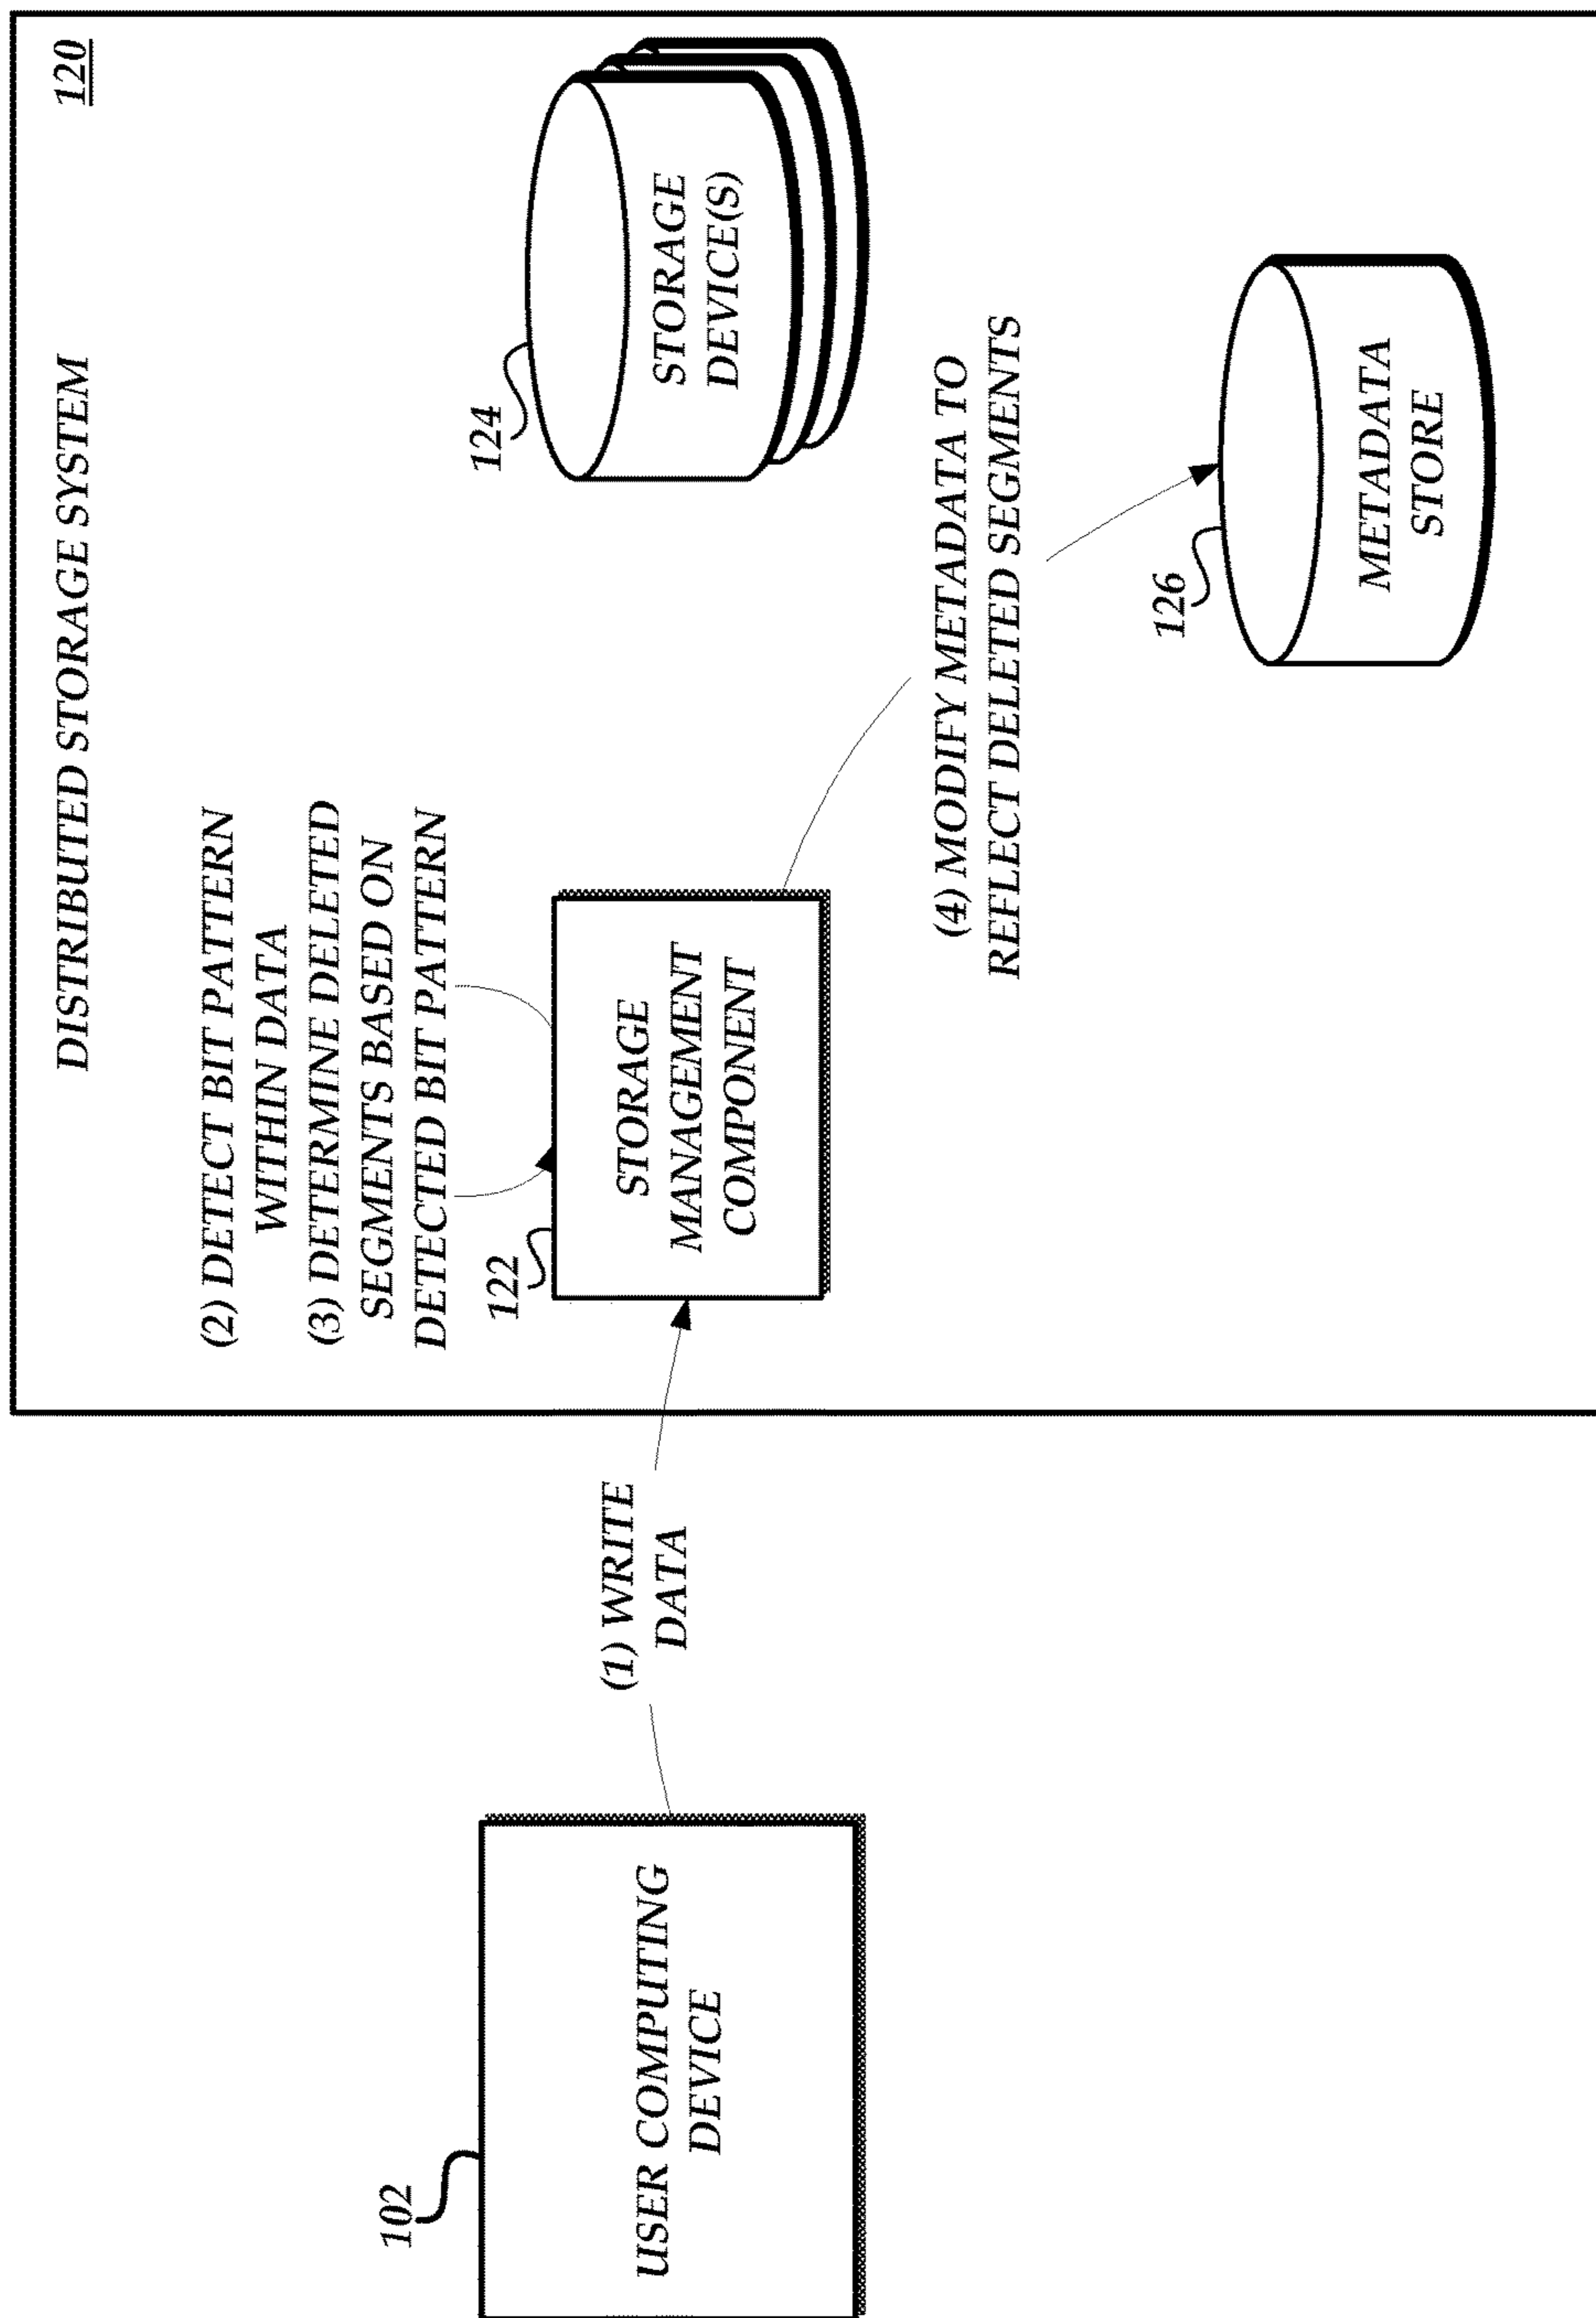 DISTRIBUTED STORAGE SYSTEM
120
(2) DETECT BIT PATTERN
WITHIN DATA
(3) DETERMINE DELETED
SEGMENTS BASED ON
DETECTED BIT PATTERN
102
USER COMPUTING
DEVICE
(1) WRITE
DATA
122
STORAGE
MANAGEMENT
COMPONENT
124
STORAGE
DEVICE(S)
(4) MODIFY METADATA TO
REFLECT DELETED SEGMENTS
126
METADATA
STORE